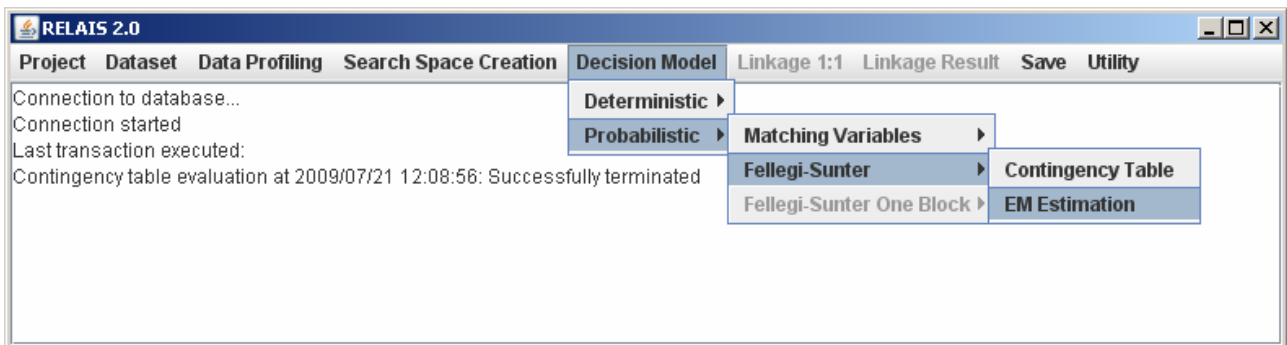 RELAIS 2.0
Project Dataset Data Profiling Search Space Creation Decision Model Linkage 1:1 Linkage Result Save Utility
Connection to database...
Connection started
Last transaction executed:
Contingency table evaluation at 2009/07/21 12:08:56: Successfully terminated
Deterministic
Probabilistic
Matching Variables
Fellegi-Sunter
Fellegi-Sunter One Block
Contingency Table
EM Estimation